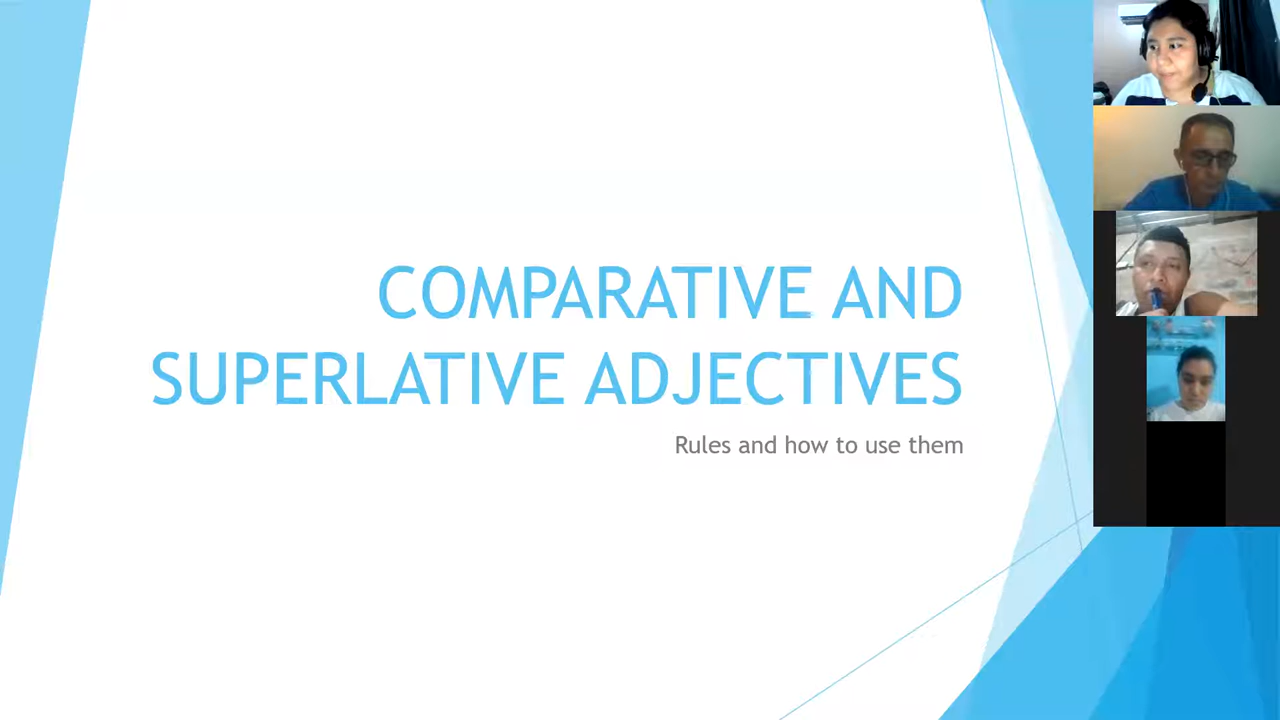 COMPARATIVE AND
SUPERLATIVE ADJECTIVES
Rules and how to use them